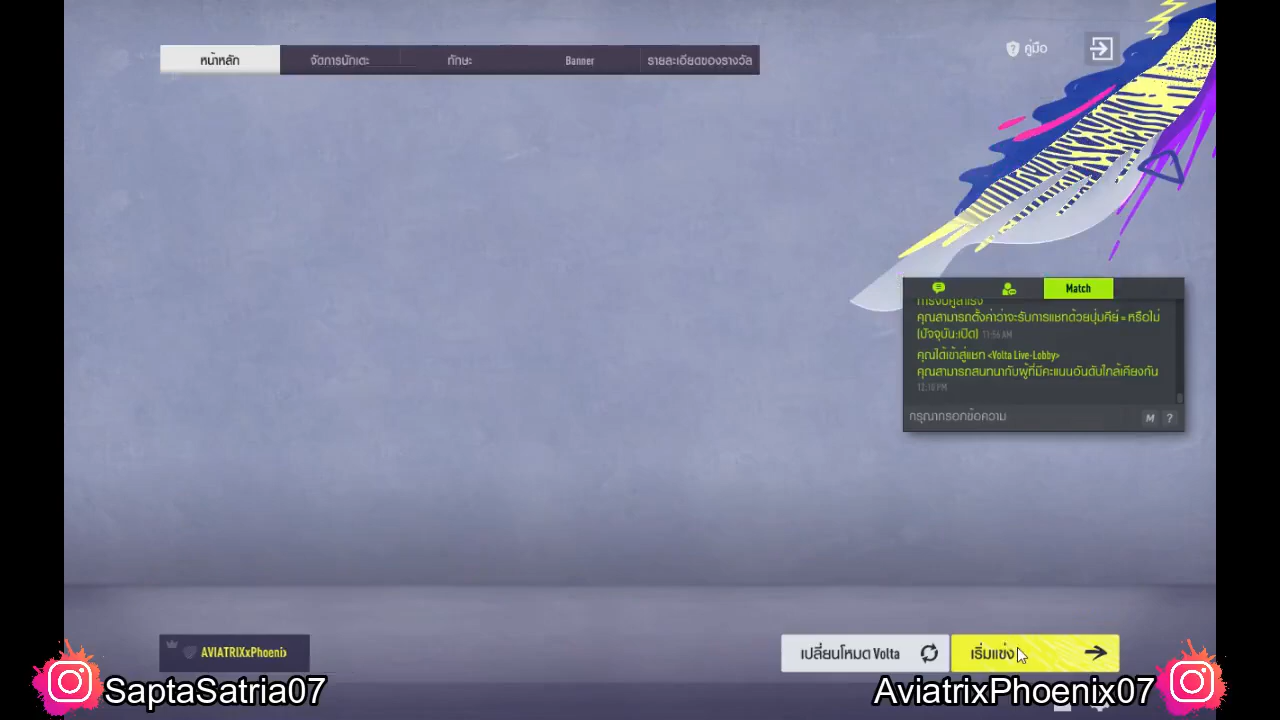 หน้าหลัก
จัดการนักเตะ
ทักษะ
Banner
รายละเอียดของรางวัล
คู่มือ
Match
คุณสามารถตั้งค่าว่าจะรับการแชทด้วยปุ่มคีย์ = หรือไม่
(ปัจจุบัน:เปิด) 11:56 AM
คุณได้เข้าสู่แชท <Volta Live-Lobby>
คุณสามารถสนทนากับผู้ที่มีคะแนนอันดับใกล้เคียงกัน
12:10 PM
กรุณากรอกข้อความ
M ?
AVIATRIXxPhoenix
เปลี่ยนโหมด Volta
เริ่มแข่ง
SaptaSatria07
AviatrixPhoenix07